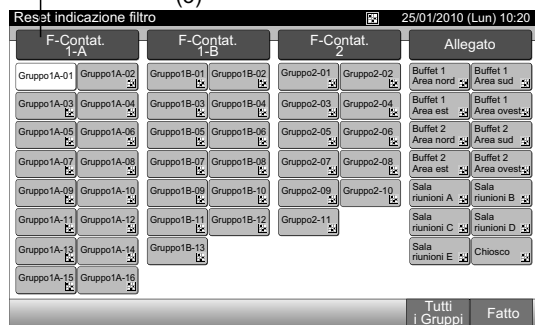 (3)
Reset indicazione filtro 25/01/2010 (Lun) 10:20
F-Contat.
1-A
F-Contat.
1-B
F-Contat.
2
Allegato
Gruppo1A-01 Gruppo1A-02 Gruppo1B-01 Gruppo1B-02 Gruppo2-01 Gruppo2-02 Buffet 1 Area nord Buffet 1 Area sud
Gruppo1A-03 Gruppo1A-04 Gruppo1B-03 Gruppo1B-04 Gruppo2-03 Gruppo2-04 Buffet 1 Area est Buffet 1 Area ovest
Gruppo1A-05 Gruppo1A-06 Gruppo1B-05 Gruppo1B-06 Gruppo2-05 Gruppo2-06 Buffet 2 Area nord Buffet 2 Area sud
Gruppo1A-07 Gruppo1A-08 Gruppo1B-07 Gruppo1B-08 Gruppo2-07 Gruppo2-08 Buffet 2 Area est Buffet 2 Area ovest
Gruppo1A-09 Gruppo1A-10 Gruppo1B-09 Gruppo1B-10 Gruppo2-09 Gruppo2-10 Sala riunioni A Sala riunioni B
Gruppo1A-11 Gruppo1A-12 Gruppo1B-11 Gruppo1B-12 Gruppo2-11 Sala riunioni C Sala riunioni D
Gruppo1A-13 Gruppo1A-14 Gruppo1B-13 Sala riunioni E Chiosco
Gruppo1A-15 Gruppo1A-16
Tutti
i Gruppi
Fatto